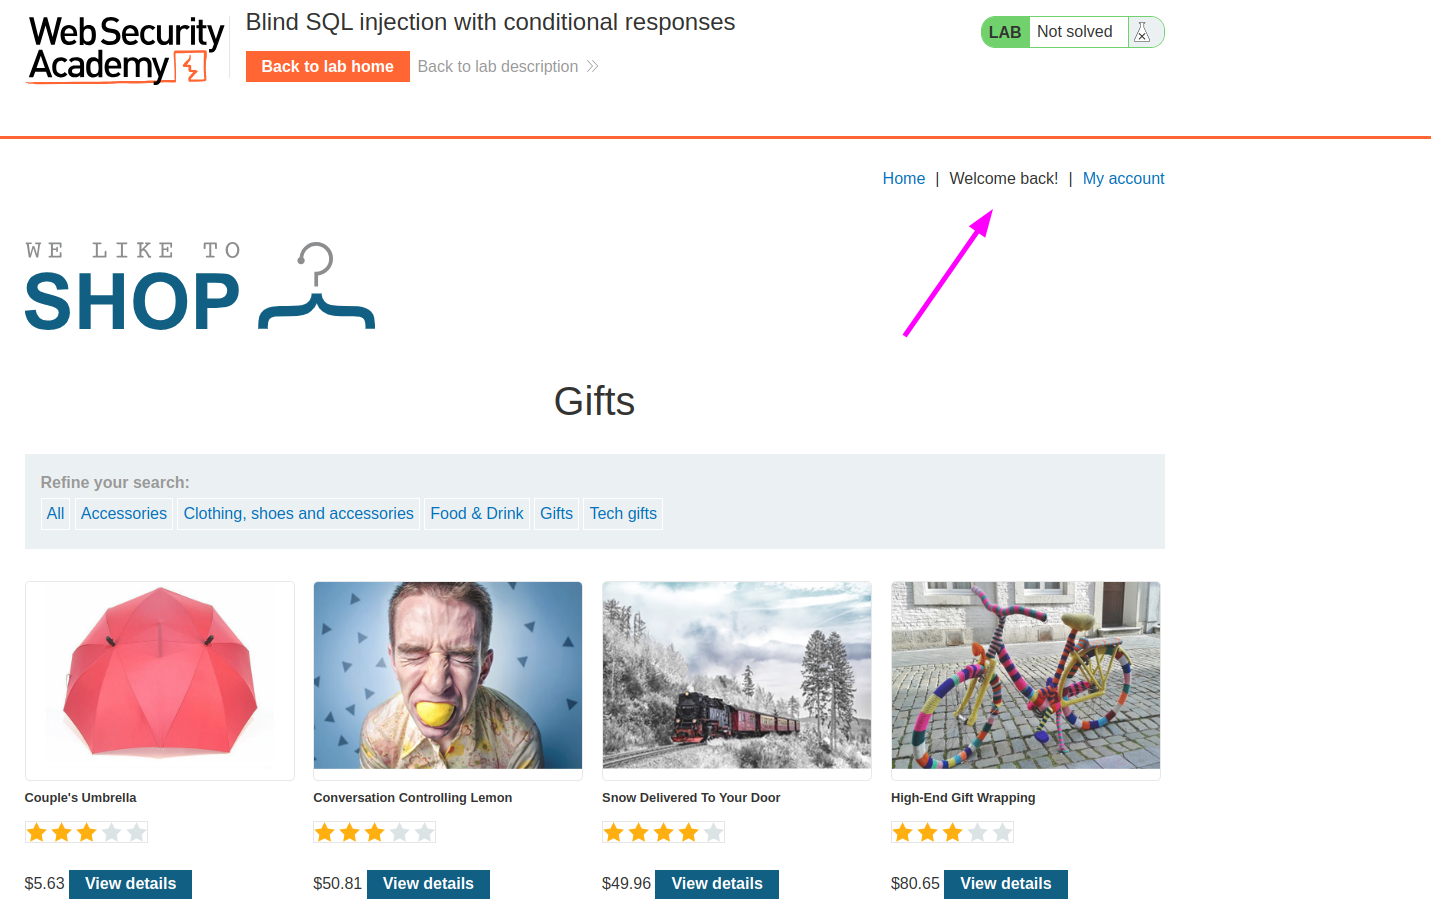 Web Security
Academy
Blind SQL injection with conditional responses
Back to lab home
Back to lab description
LAB
Not solved
Home | Welcome back! | My account
WE LIKE TO
SHOP
Gifts
Refine your search:
All
Accessories
Clothing, shoes and accessories
Food & Drink
Gifts
Tech gifts
Couple's Umbrella
$5.63
View details
Conversation Controlling Lemon
$50.81
View details
Snow Delivered To Your Door
$49.96
View details
High-End Gift Wrapping
$80.65
View details